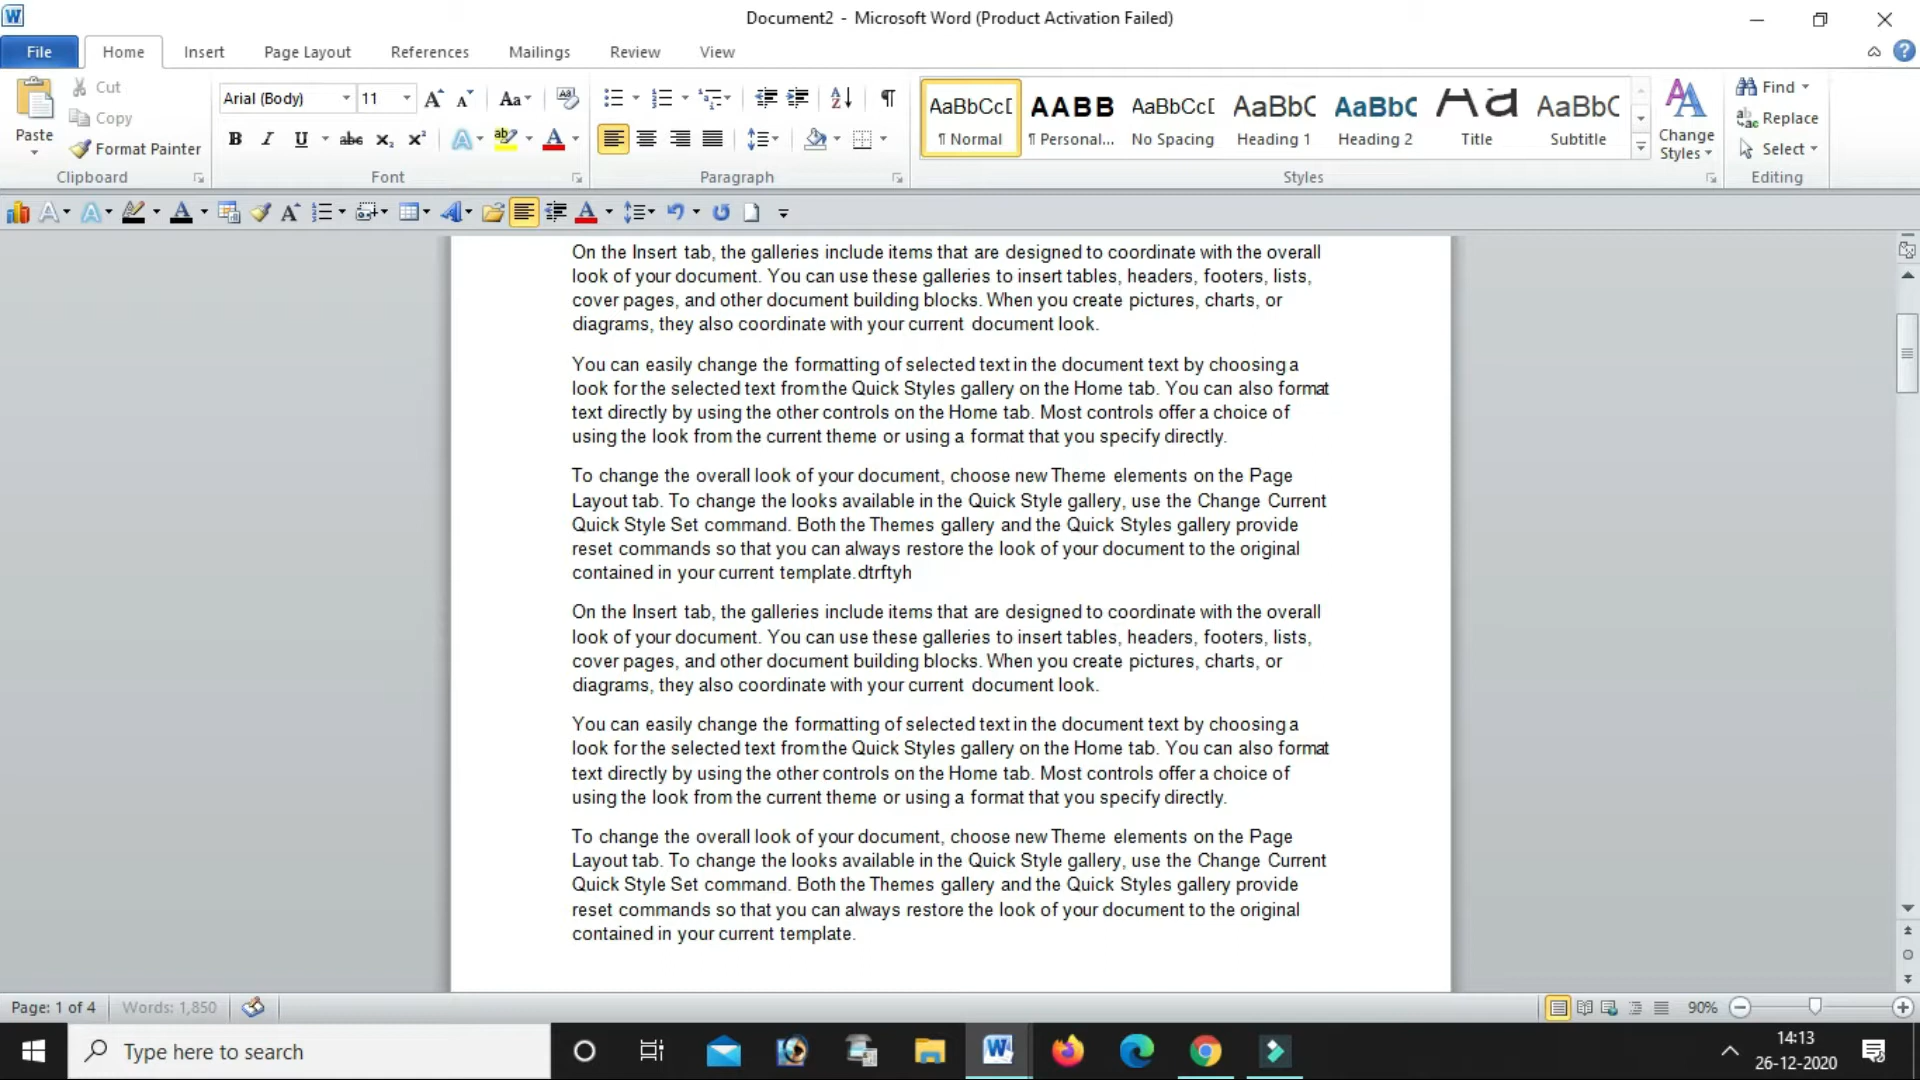 Document2 - Microsoft Word (Product Activation Failed)
File Home Insert Page Layout References Mailings Review View
Paste
Cut
Copy
Format Painter
Clipboard
Arial (Body) 11
Font
Paragraph
AaBbCcD AABB AaBbCcD AaBbC AaBbC Aa AaBbC
¶ Normal ¶ Personal... No Spacing Heading 1 Heading 2 Title Subtitle
Styles
Change
Styles
Find
Replace
Select
Editing
On the Insert tab, the galleries include items that are designed to coordinate with the overall
look of your document. You can use these galleries to insert tables, headers, footers, lists,
cover pages, and other document building blocks. When you create pictures, charts, or
diagrams, they also coordinate with your current document look.
You can easily change the formatting of selected text in the document text by choosing a
look for the selected text from the Quick Styles gallery on the Home tab. You can also format
text directly by using the other controls on the Home tab. Most controls offer a choice of
using the look from the current theme or using a format that you specify directly.
To change the overall look of your document, choose new Theme elements on the Page
Layout tab. To change the looks available in the Quick Style gallery, use the Change Current
Quick Style Set command. Both the Themes gallery and the Quick Styles gallery provide
reset commands so that you can always restore the look of your document to the original
contained in your current template.dtrftyh
On the Insert tab, the galleries include items that are designed to coordinate with the overall
look of your document. You can use these galleries to insert tables, headers, footers, lists,
cover pages, and other document building blocks. When you create pictures, charts, or
diagrams, they also coordinate with your current document look.
You can easily change the formatting of selected text in the document text by choosing a
look for the selected text from the Quick Styles gallery on the Home tab. You can also format
text directly by using the other controls on the Home tab. Most controls offer a choice of
using the look from the current theme or using a format that you specify directly.
To change the overall look of your document, choose new Theme elements on the Page
Layout tab. To change the looks available in the Quick Style gallery, use the Change Current
Quick Style Set command. Both the Themes gallery and the Quick Styles gallery provide
reset commands so that you can always restore the look of your document to the original
contained in your current template.
Page: 1 of 4 Words: 1,850 90%
Type here to search
14:13
26-12-2020